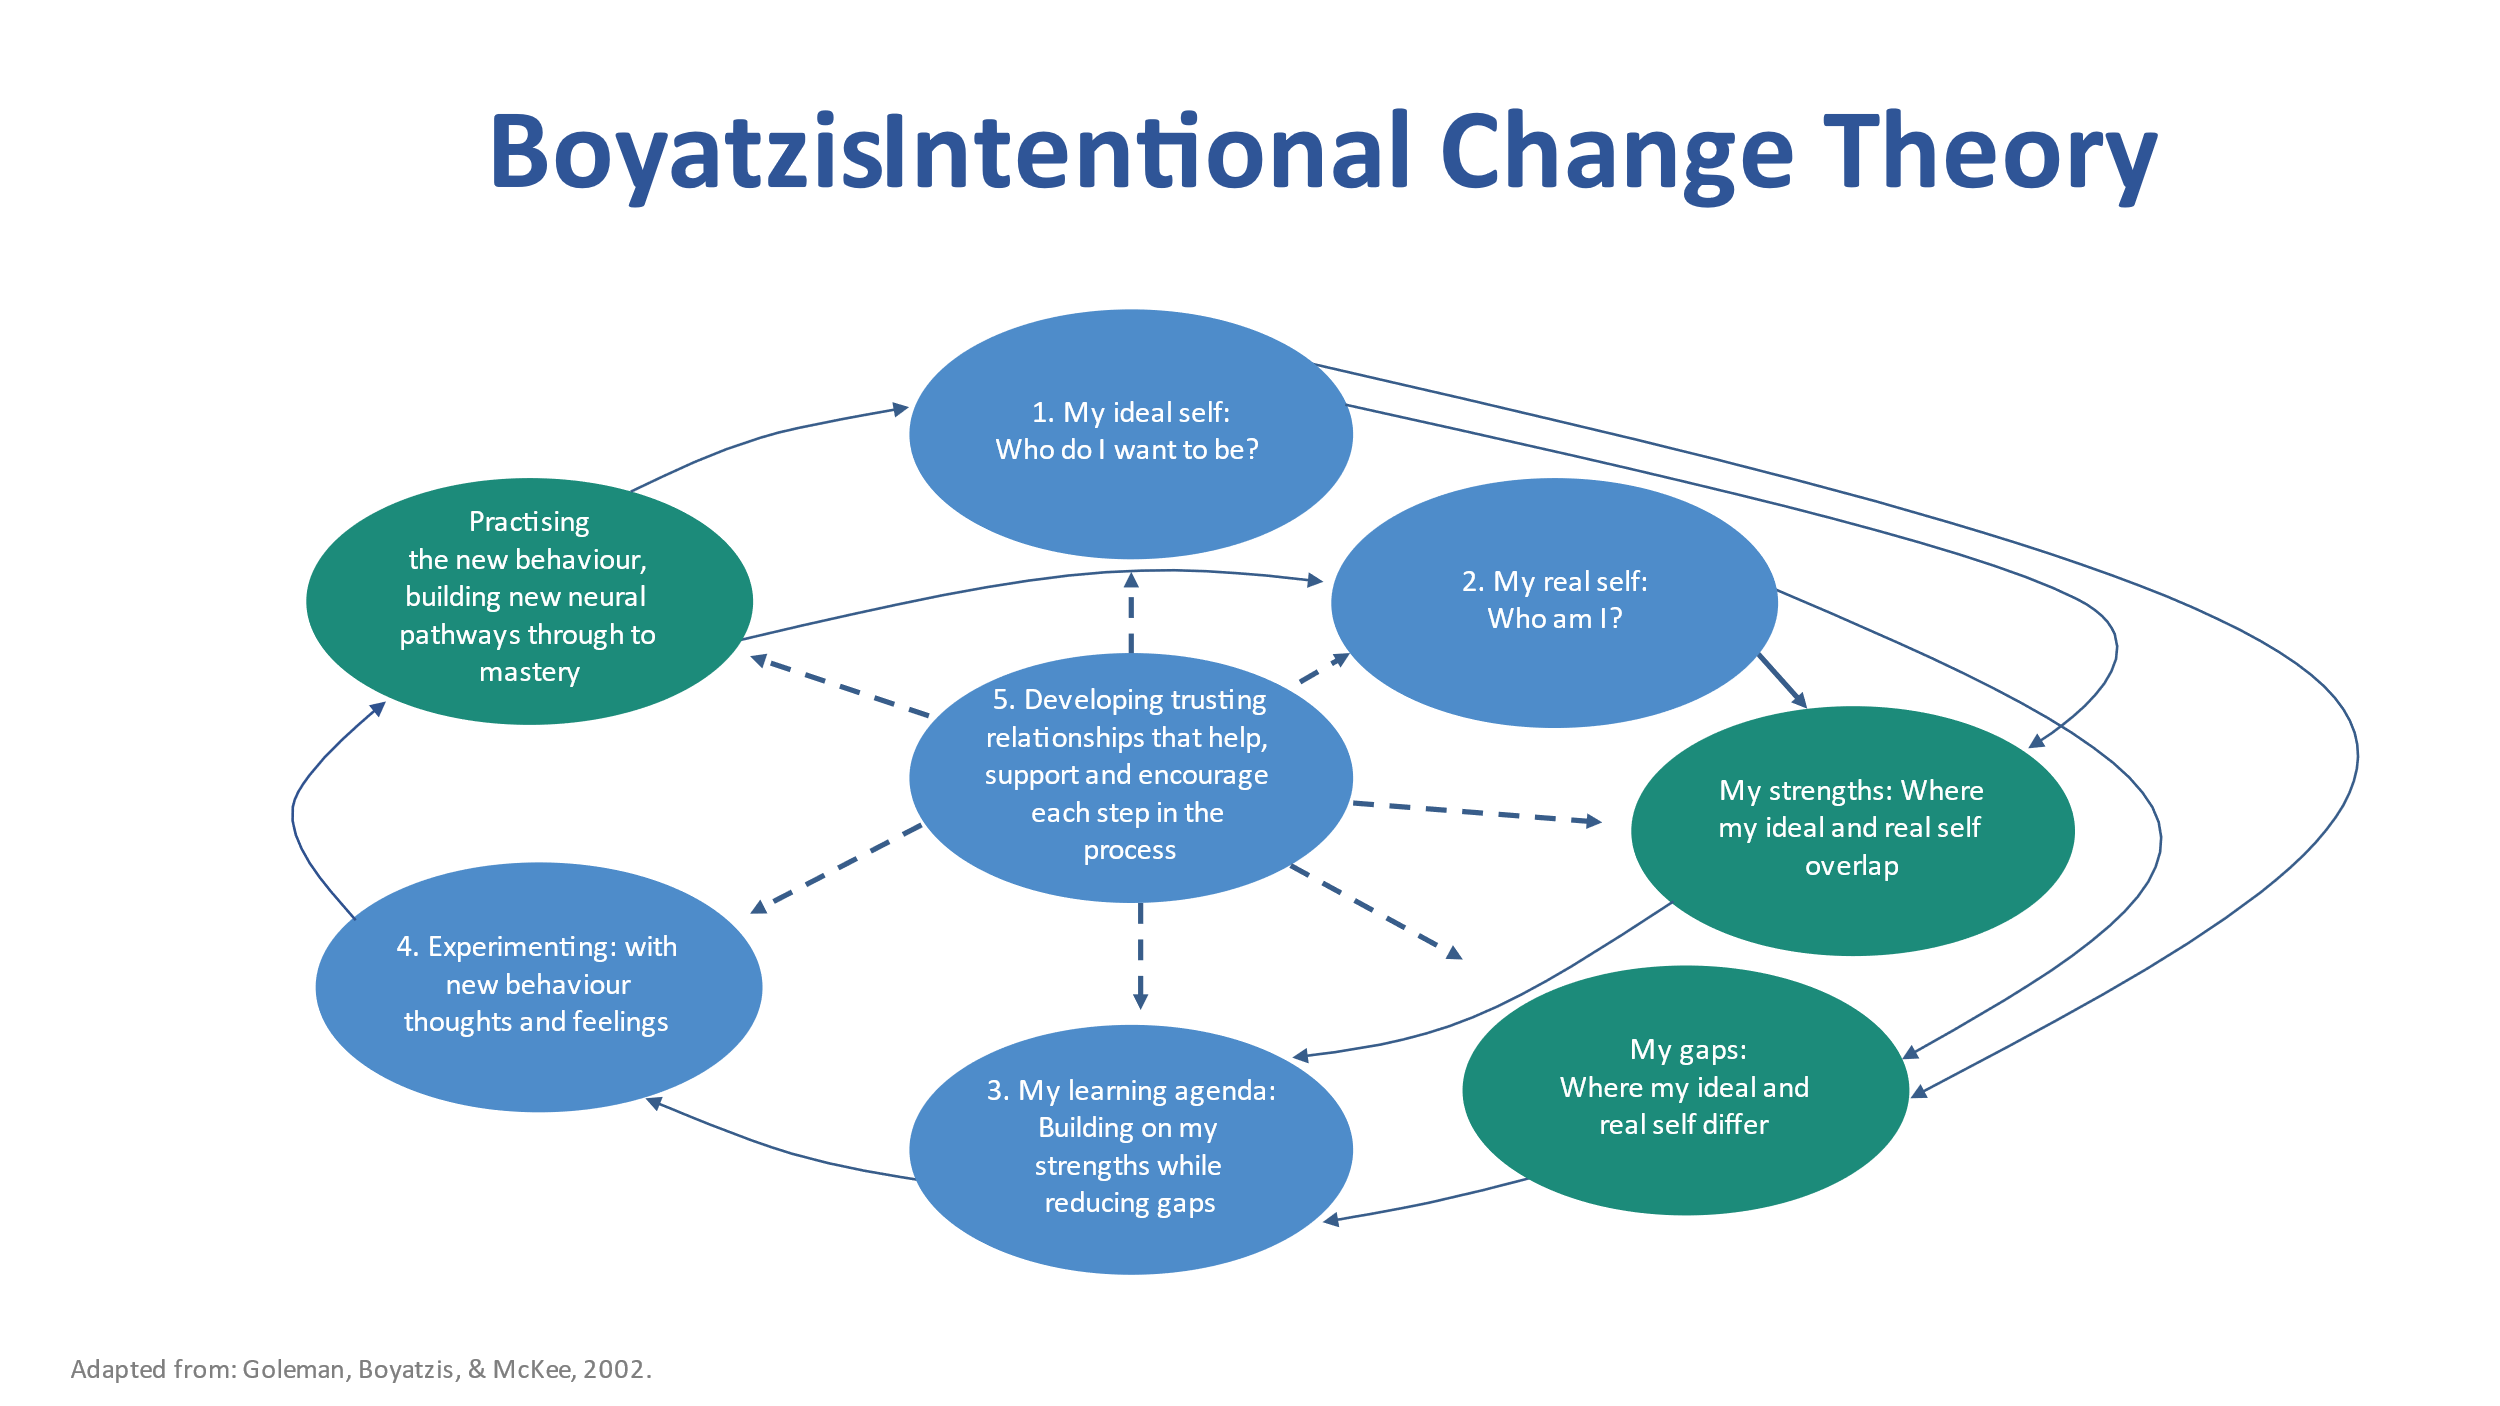 BoyatzisIntentional Change Theory
1. My ideal self:
Who do I want to be?
2. My real self:
Who am I?
Practising
the new behaviour,
building new neural
pathways through to
mastery
5. Developing trusting
relationships that help,
support and encourage
each step in the
process
My strengths: Where
my ideal and real self
overlap
4. Experimenting: with
new behaviour
thoughts and feelings
3. My learning agenda:
Building on my
strengths while
reducing gaps
My gaps:
Where my ideal and
real self differ
Adapted from: Goleman, Boyatzis, & McKee, 2002.